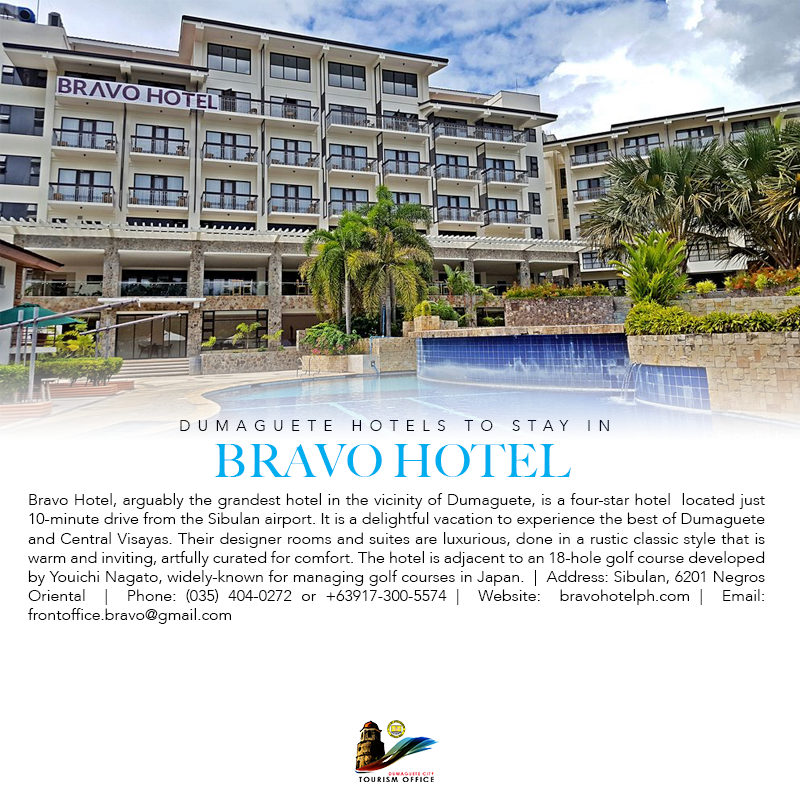 BRAVO HOTEL
DUMAGUETE HOTELS TO STAY IN
BRAVO HOTEL
Bravo Hotel, arguably the grandest hotel in the vicinity of Dumaguete, is a four-star hotel located just
10-minute drive from the Sibulan airport. It is a delightful vacation to experience the best of Dumaguete
and Central Visayas. Their designer rooms and suites are luxurious, done in a rustic classic style that is
warm and inviting, artfully curated for comfort. The hotel is adjacent to an 18-hole golf course developed
by Youichi Nagato, widely-known for managing golf courses in Japan. | Address: Sibulan, 6201 Negros
Oriental | Phone: (035) 404-0272 or +63917-300-5574 | Website: bravohotelph.com | Email:
frontoffice.bravo@gmail.com
DUMAGUETE CITY
TOURISM OFFICE